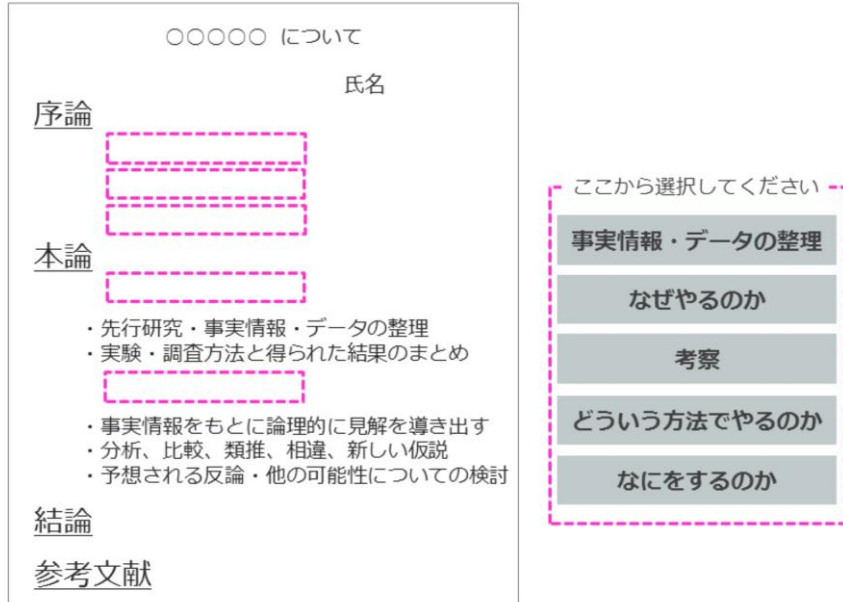 ○○○○○ について
氏名
序論
本論
・先行研究・事実情報・データの整理
・実験・調査方法と得られた結果のまとめ
・事実情報をもとに論理的に見解を導き出す
・分析、比較、類推、相違、新しい仮説
・予想される反論・他の可能性についての検討
結論
参考文献
ここから選択してください
事実情報・データの整理
なぜやるのか
考察
どういう方法でやるのか
なにをするのか